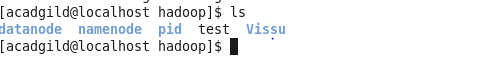 [acadgild@localhost hadoop]$ ls
datanode  namenode  pid  test  Vissu
[acadgild@localhost hadoop]$